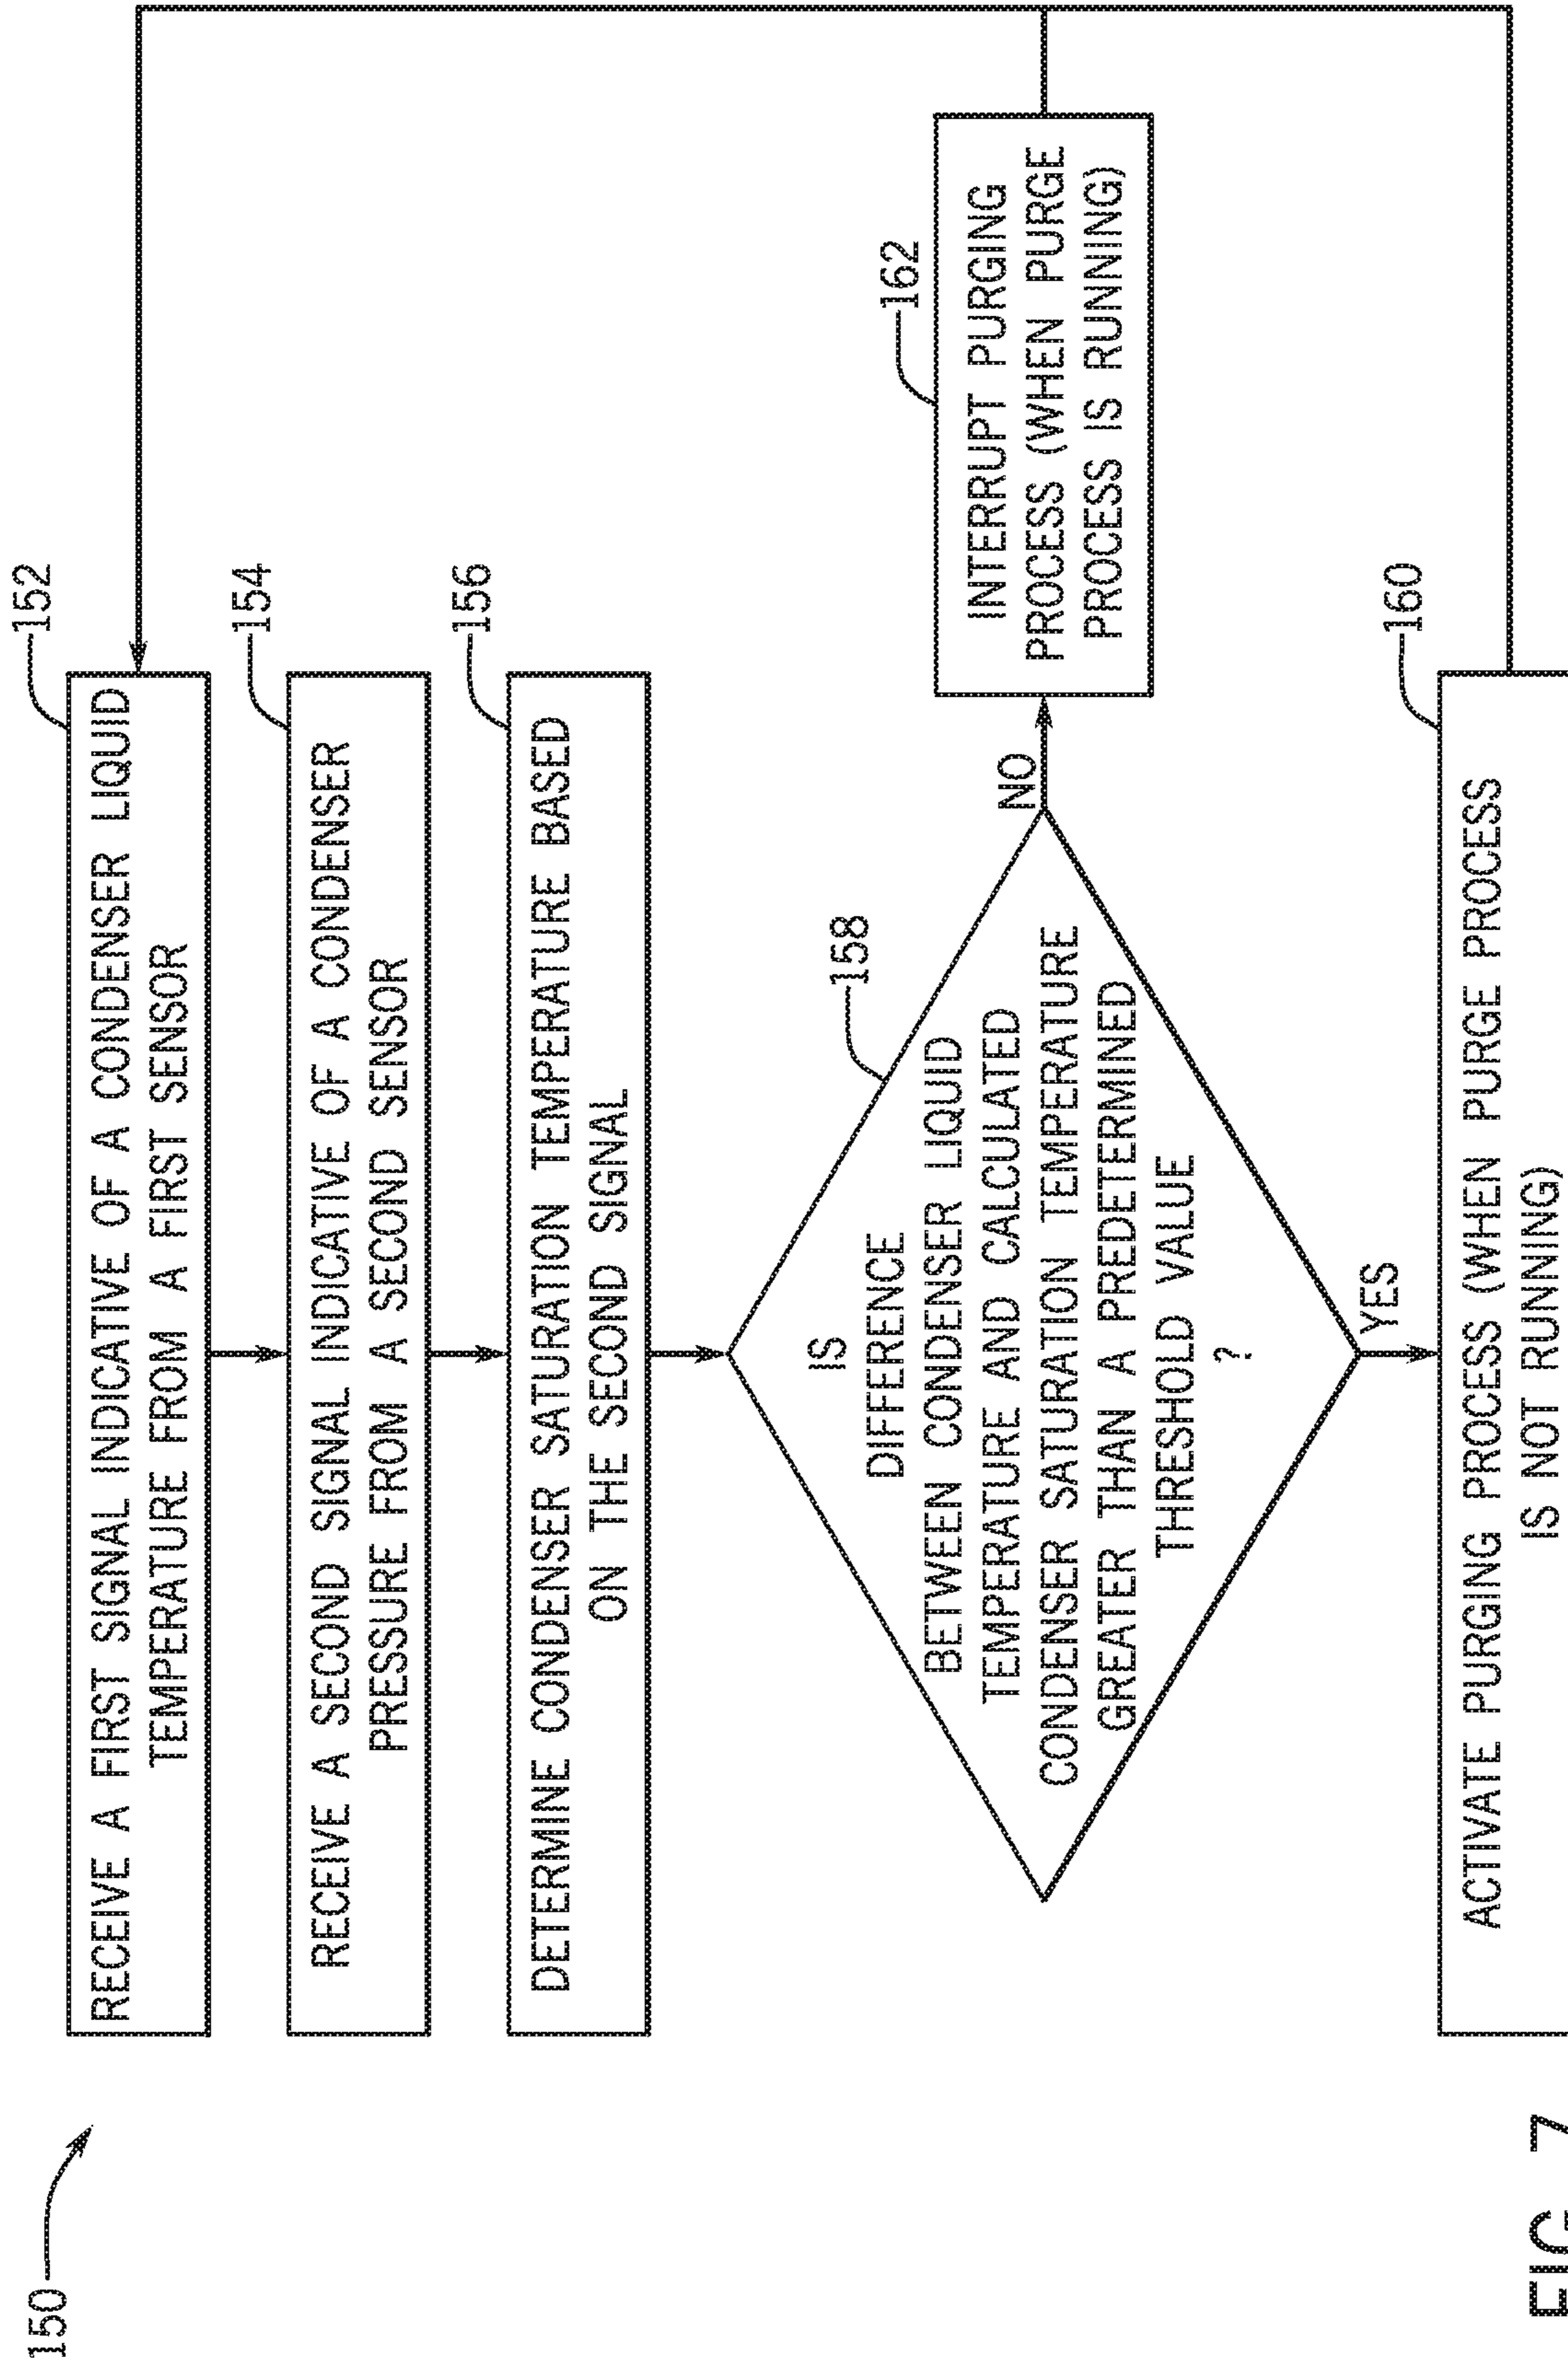 150
152
RECEIVE A FIRST SIGNAL INDICATIVE OF A CONDENSER LIQUID
TEMPERATURE FROM A FIRST SENSOR
154
RECEIVE A SECOND SIGNAL INDICATIVE OF A CONDENSER
PRESSURE FROM A SECOND SENSOR
156
DETERMINE CONDENSER SATURATION TEMPERATURE BASED
ON THE SECOND SIGNAL
158
IS
DIFFERENCE
BETWEEN CONDENSER LIQUID
TEMPERATURE AND CALCULATED
CONDENSER SATURATION TEMPERATURE
GREATER THAN A PREDETERMINED
THRESHOLD VALUE
?
NO
162
INTERRUPT PURGING
PROCESS (WHEN PURGE
PROCESS IS RUNNING)
YES
160
ACTIVATE PURGING PROCESS (WHEN PURGE PROCESS
IS NOT RUNNING)
FIG. 7